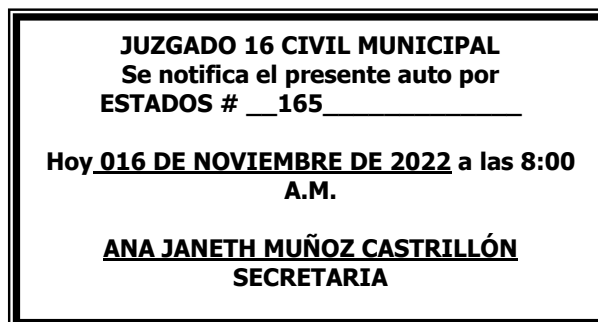 JUZGADO 16 CIVIL MUNICIPAL
Se notifica el presente auto por
ESTADOS # __165_____________
Hoy 016 DE NOVIEMBRE DE 2022 a las 8:00
A.M.
ANA JANETH MUÑOZ CASTRILLÓN
SECRETARIA